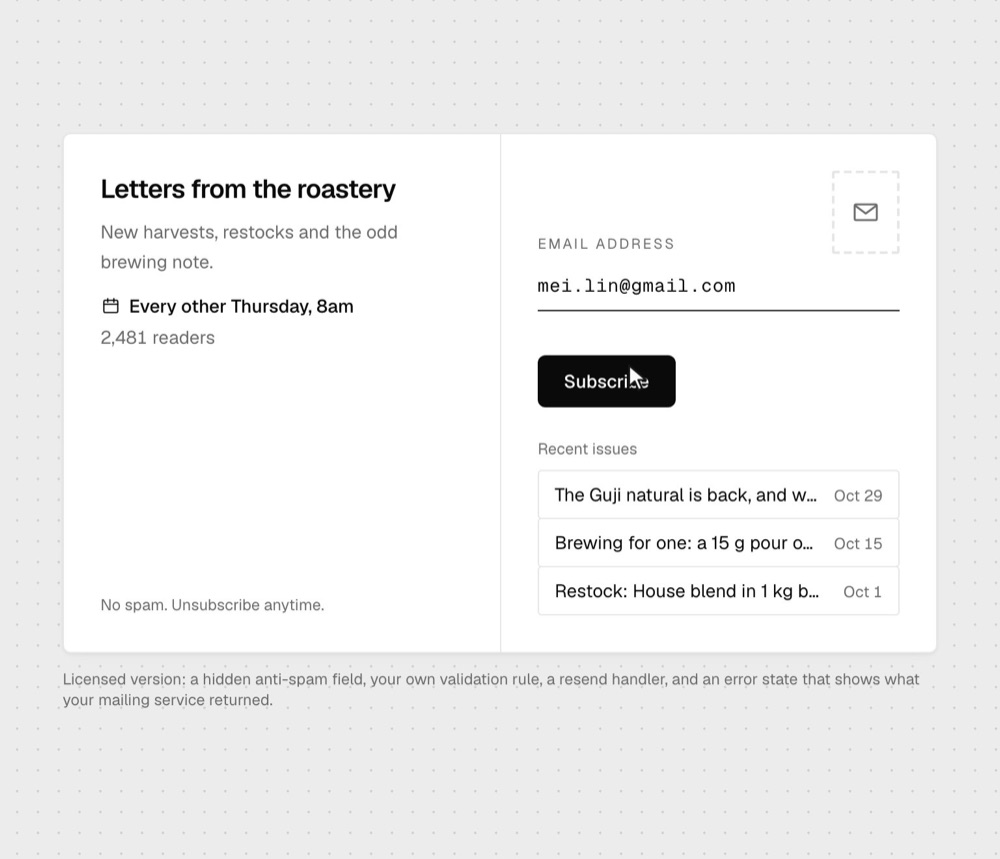 Letters from the roastery
New harvests, restocks and the odd
brewing note.
Every other Thursday, 8am
2,481 readers
No spam. Unsubscribe anytime.
EMAIL ADDRESS
mei.lin@gmail.com
Subscribe
Recent issues
The Guji natural is back, and w... Oct 29
Brewing for one: a 15 g pour o... Oct 15
Restock: House blend in 1 kg b... Oct 1
Licensed version: a hidden anti-spam field, your own validation rule, a resend handler, and an error state that shows what
your mailing service returned.